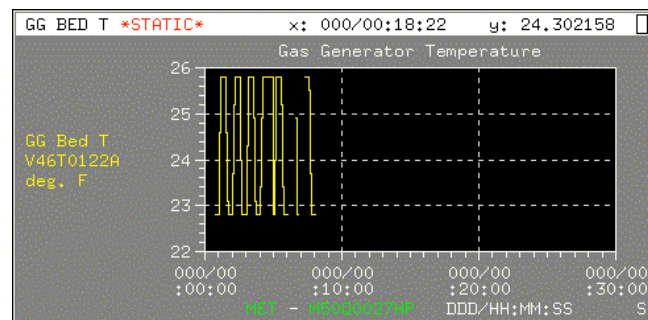 GG BED T *STATIC* x: 000/00:18:22 y: 24.302158
Gas Generator Temperature
26
25
GG Bed T
V46T0122A
deg. F
24
23
22
000/00 000/00 000/00 000/00
:00:00 :10:00 :20:00 :30:00
MET - M5000027HP DDD/HH:MM:SS S